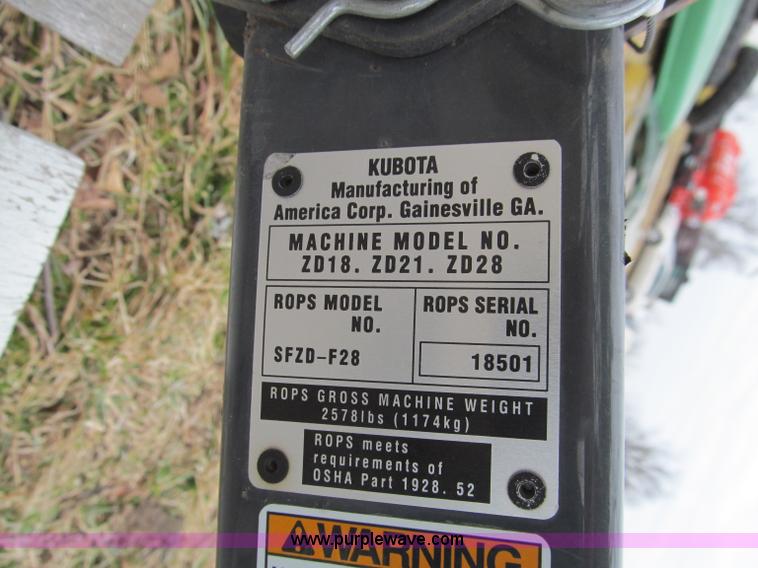 KUBOTA
Manufacturing of
America Corp. Gainesville GA.
MACHINE MODEL NO.
ZD18. ZD21. ZD28
ROPS MODEL
NO.
SFZD-F28
ROPS SERIAL
NO.
18501
ROPS GROSS MACHINE WEIGHT
2578lbs (1174kg)
ROPS meets
requirements of
OSHA Part 1928. 52
WARNING
www.purplewave.com